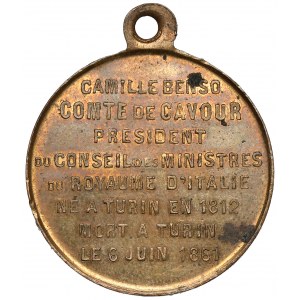 CAMILLE BENSO
COMTE DE CAVOUR
PRESIDENT
DU CONSEIL DES MINISTRES
DU ROYAUME D'ITALIE
NÉ A TURIN EN 1812
MORT A TURIN
LE 6 JUIN 1861